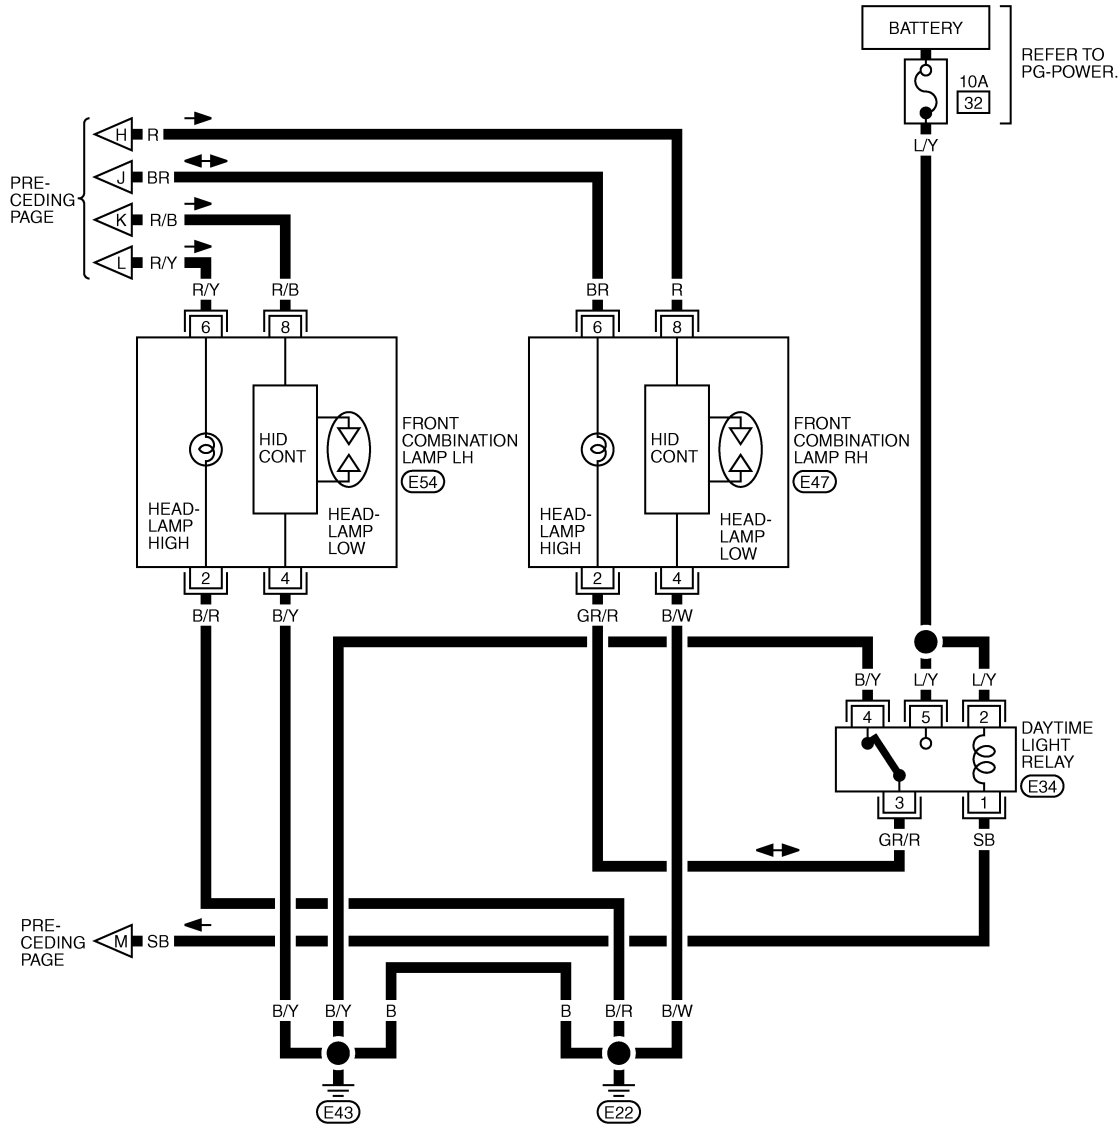 BATTERY
REFER TO
PG-POWER.
10A
32
L/Y
PRE-
CEDING
PAGE
H R
J BR
K R/B
L R/Y
R/Y R/B BR R
6 8 6 8
HID
CONT
HID
CONT
FRONT
COMBINATION
LAMP LH
E54
FRONT
COMBINATION
LAMP RH
E47
HEAD-
LAMP
HIGH
HEAD-
LAMP
LOW
HEAD-
LAMP
HIGH
HEAD-
LAMP
LOW
2 4 2 4
B/R B/Y GR/R B/W
B/Y L/Y L/Y
4 5 2
DAYTIME
LIGHT
RELAY
E34
3 1
GR/R SB
PRE-
CEDING
PAGE
M SB
B/Y B/Y B B B/R B/W
E43 E22